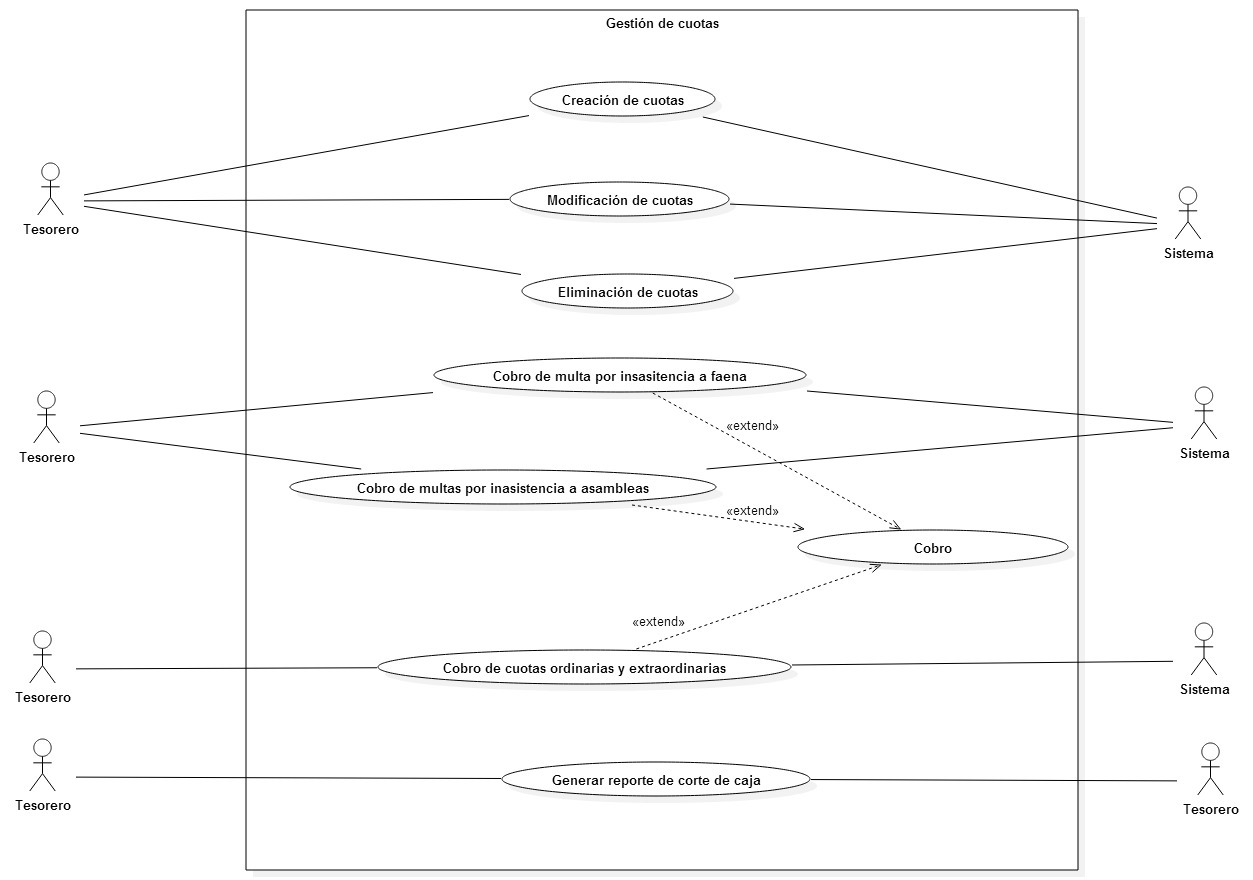 Gestión de cuotas
Creación de cuotas
Modificación de cuotas
Tesorero
Sistema
Eliminación de cuotas
Cobro de multa por insasitencia a faena
«extend»
Tesorero
Sistema
Cobro de multas por inasistencia a asambleas
«extend»
Cobro
«extend»
Cobro de cuotas ordinarias y extraordinarias
Tesorero
Sistema
Generar reporte de corte de caja
Tesorero
Tesorero